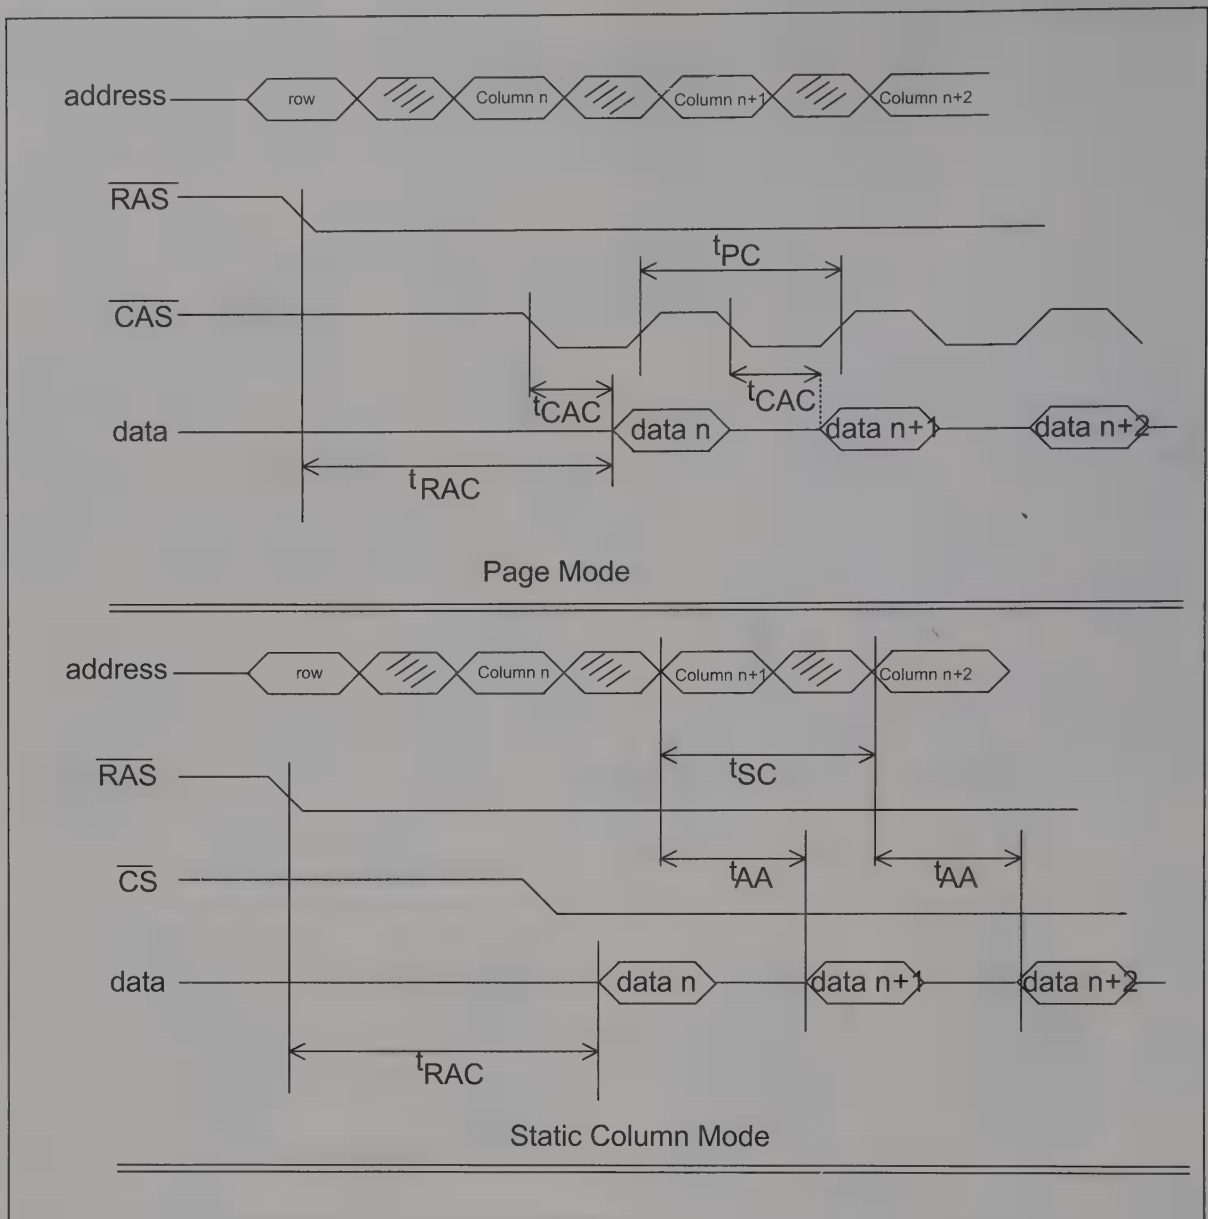 address row Column n Column n+1 Column n+2
RAS
tPC
CAS
tCAC tCAC
data data n data n+1 data n+2
tRAC
Page Mode
address row Column n Column n+1 Column n+2
RAS
tSC
CS
tAA tAA
data data n data n+1 data n+2
tRAC
Static Column Mode